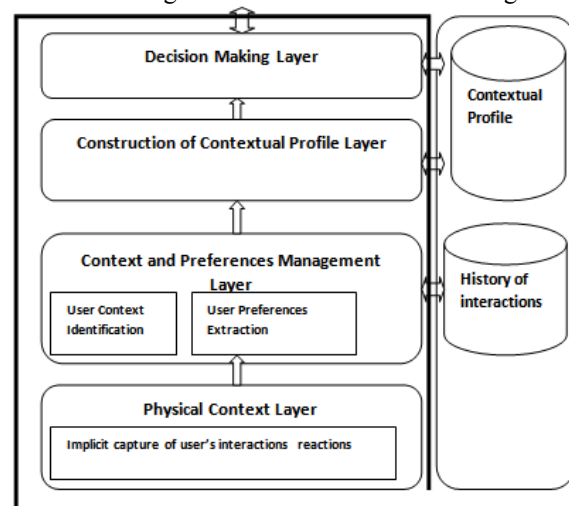 Decision Making Layer
Contextual
Profile
Construction of Contextual Profile Layer
Context and Preferences Management
Layer
User Context
Identification
User Preferences
Extraction
History of
interactions
Physical Context Layer
Implicit capture of user's interactions reactions